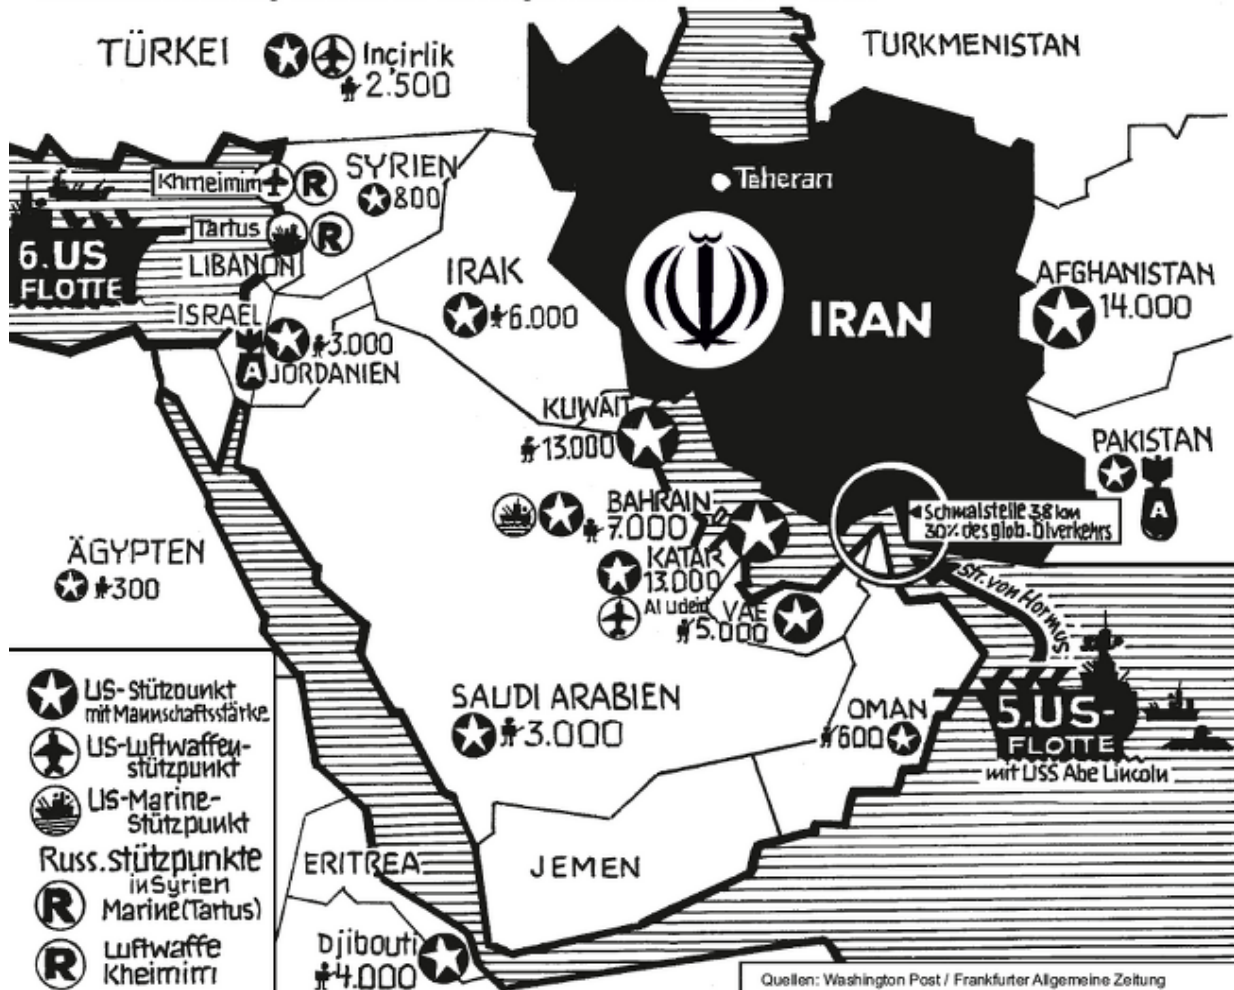 TÜRKEI
Incirlik
2.500
TURKMENISTAN
Khmeimim
R
SYRIEN
800
Teheran
Tartus
R
6.US
FLOTTE
LIBANON
IRAK
6.000
IRAN
AFGHANISTAN
14.000
ISRAEL
3.000
A
JORDANIEN
KUWAIT
13.000
PAKISTAN
A
BAHRAIN
7.000
Schmalstelle 38 km
30% des glob. Ölverkehrs
KATAR
13.000
Al Udeid
VAE
5.000
Str. von Hormus
ÄGYPTEN
300
SAUDI ARABIEN
3.000
OMAN
600
5.US-
FLOTTE
mit USS Abe Lincoln
US-Stützpunkt
mit Mannschaftsstärke
US-Luftwaffen-
stützpunkt
US-Marine-
Stützpunkt
Russ. Stützpunkte
in Syrien
R
Marine (Tartus)
R
Luftwaffe
Kheimim
ERITREA
JEMEN
Djibouti
4.000
Quellen: Washington Post / Frankfurter Allgemeine Zeitung